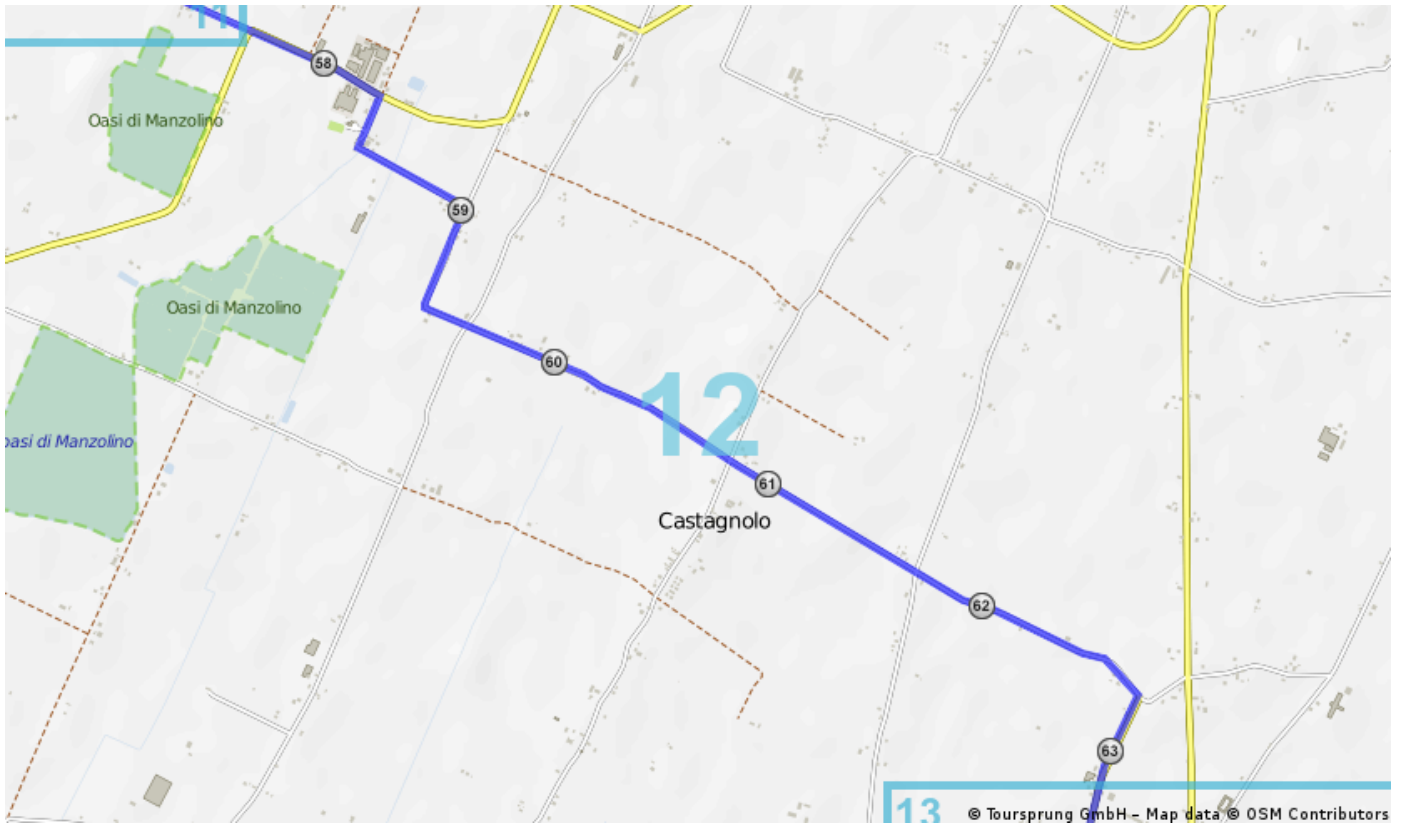 11
58
Oasi di Manzolino
59
Oasi di Manzolino
60
12
oasi di Manzolino
61
Castagnolo
62
63
13
© Toursprung GmbH – Map data © OSM Contributors